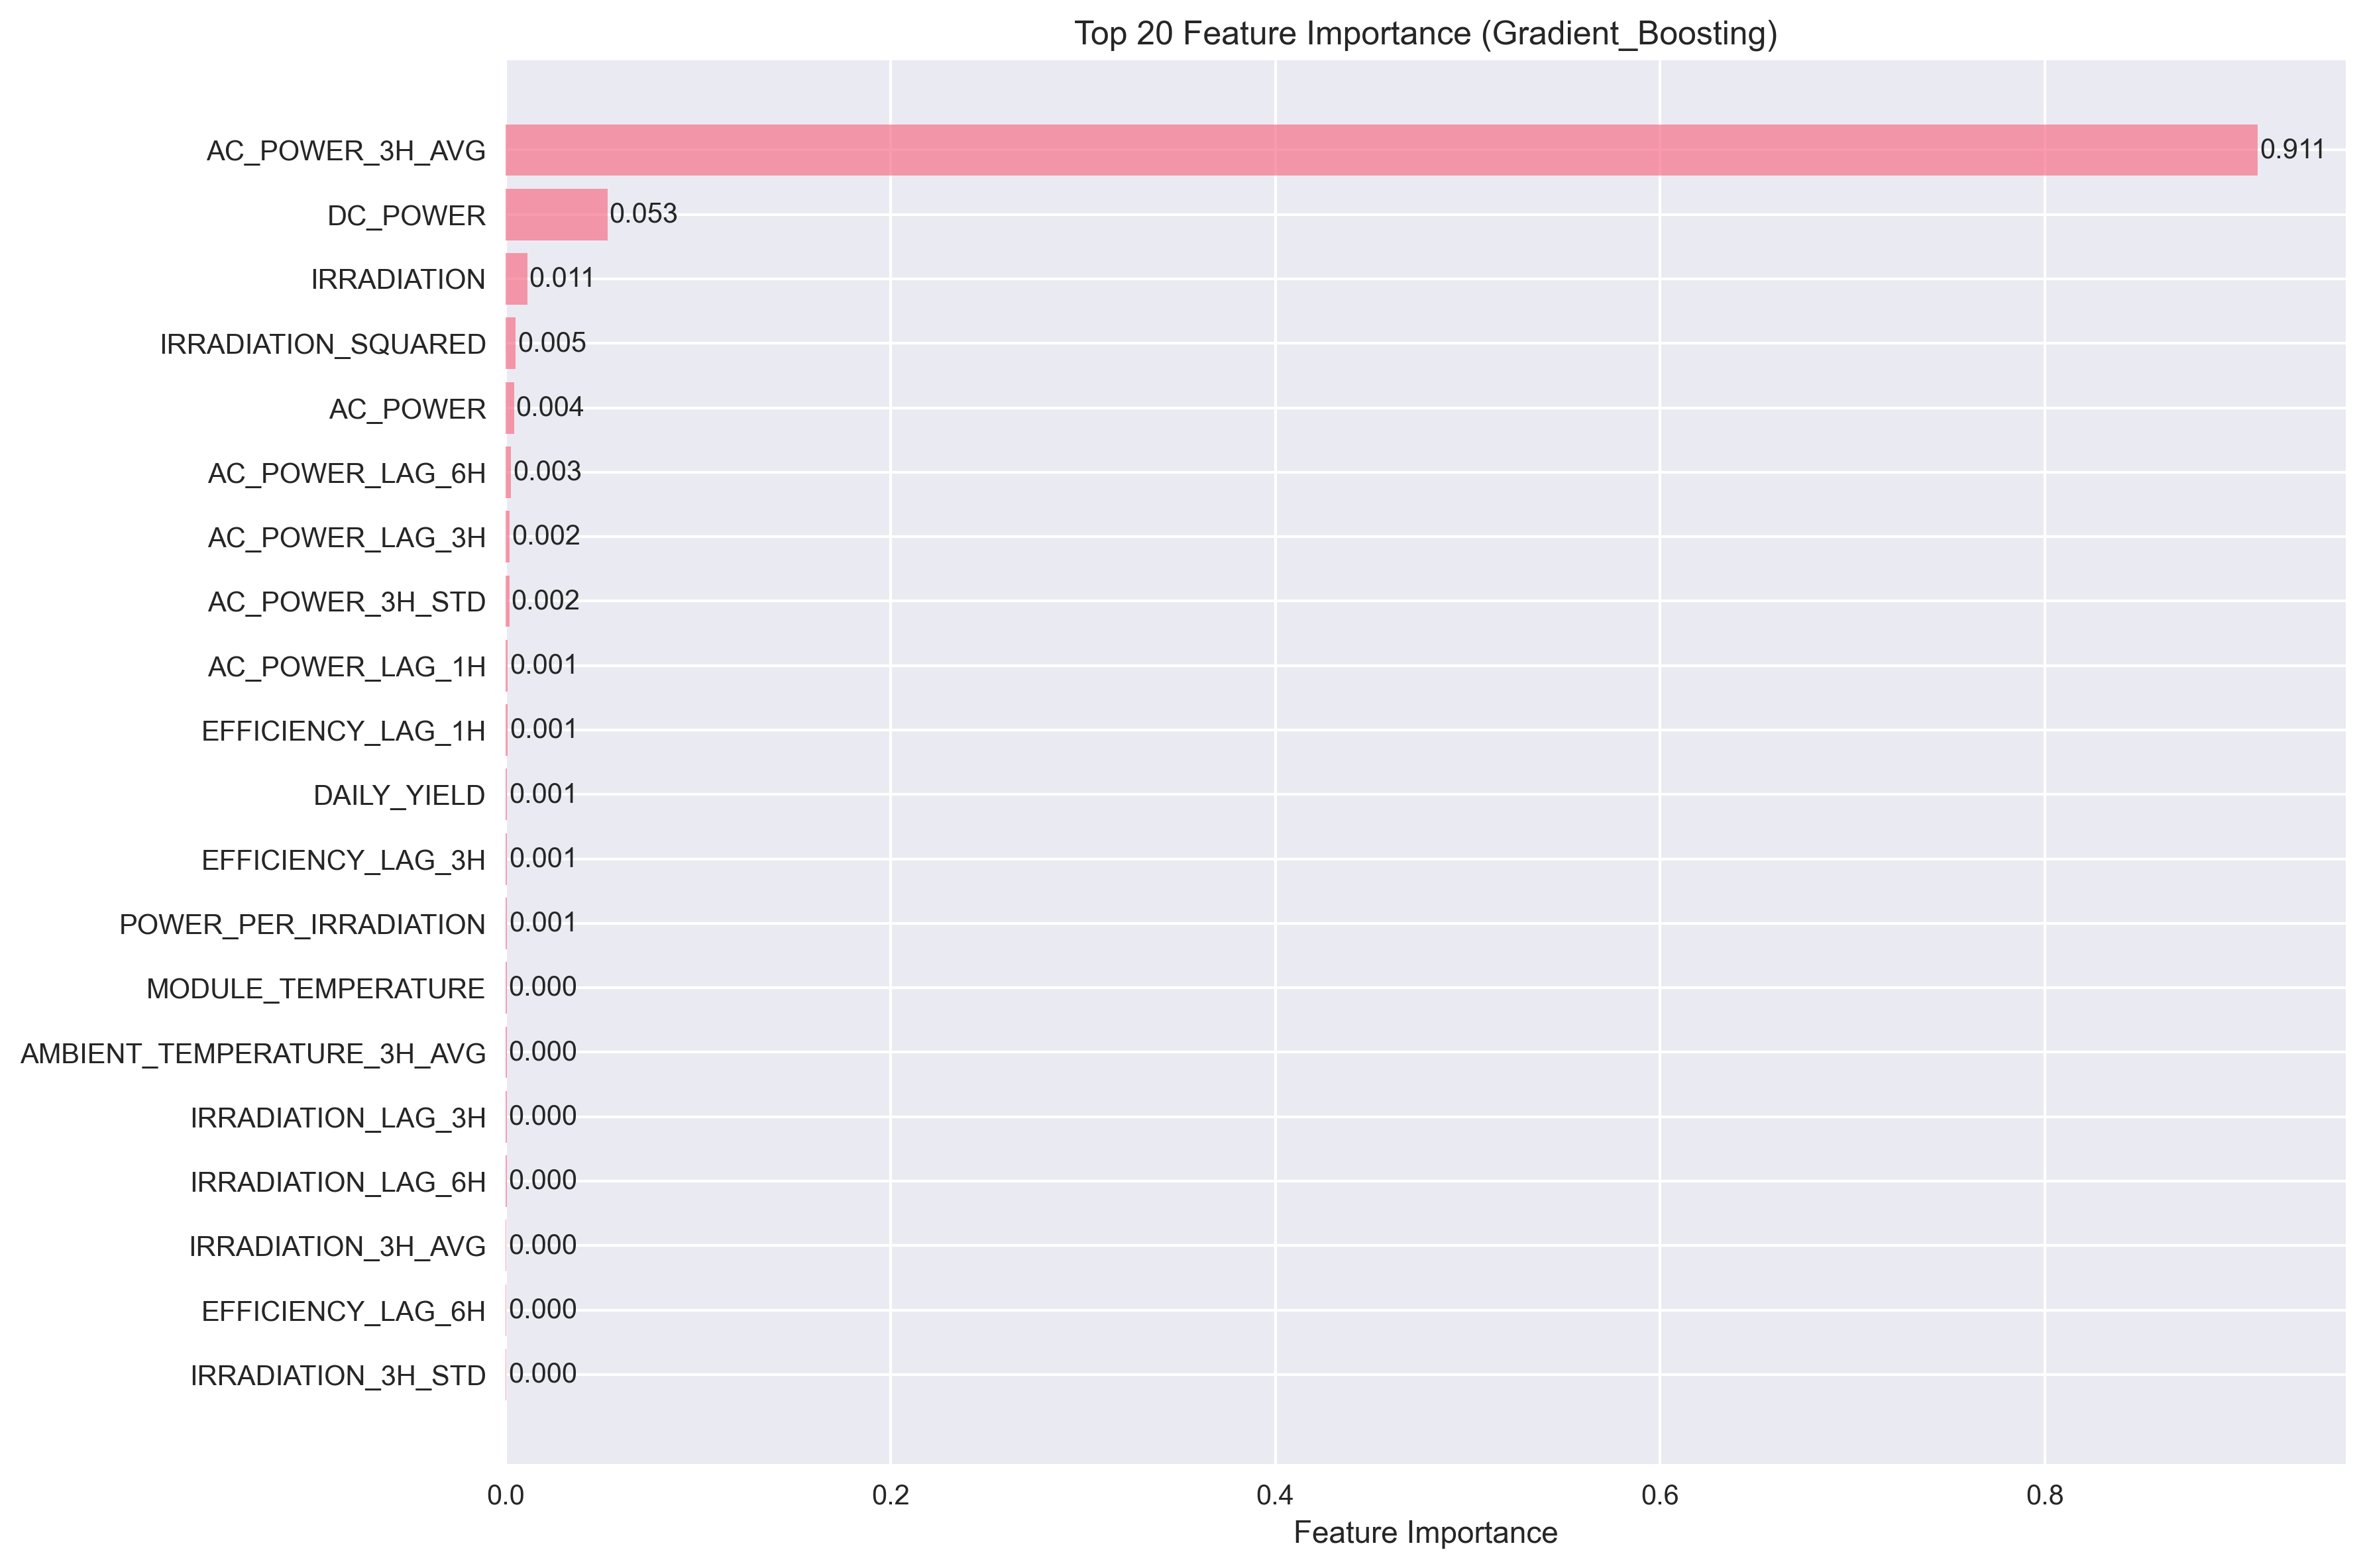 Top 20 Feature Importance (Gradient_Boosting)
AC_POWER_3H_AVG 0.911
DC_POWER 0.053
IRRADIATION 0.011
IRRADIATION_SQUARED 0.005
AC_POWER 0.004
AC_POWER_LAG_6H 0.003
AC_POWER_LAG_3H 0.002
AC_POWER_3H_STD 0.002
AC_POWER_LAG_1H 0.001
EFFICIENCY_LAG_1H 0.001
DAILY_YIELD 0.001
EFFICIENCY_LAG_3H 0.001
POWER_PER_IRRADIATION 0.001
MODULE_TEMPERATURE 0.000
AMBIENT_TEMPERATURE_3H_AVG 0.000
IRRADIATION_LAG_3H 0.000
IRRADIATION_LAG_6H 0.000
IRRADIATION_3H_AVG 0.000
EFFICIENCY_LAG_6H 0.000
IRRADIATION_3H_STD 0.000
0.0 0.2 0.4 0.6 0.8
Feature Importance